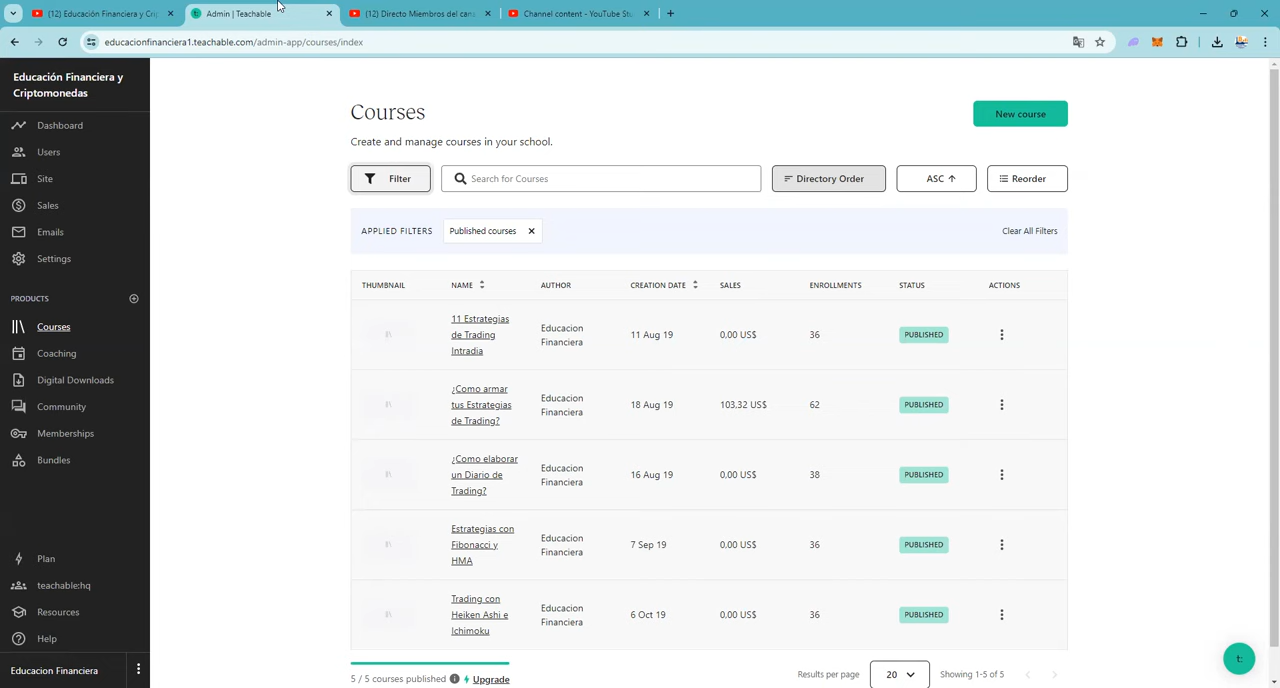 (12) Educación Financiera y Crip
Admin | Teachable
(12) Directo Miembros del cana
Channel content - YouTube Stu
educacionfinanciera1.teachable.com/admin-app/courses/index
Educación Financiera y
Criptomonedas
Dashboard
Users
Site
Sales
Emails
Settings
PRODUCTS
Courses
Coaching
Digital Downloads
Community
Memberships
Bundles
Plan
teachable:hq
Resources
Help
Educacion Financiera
Courses
New course
Create and manage courses in your school.
Filter
Search for Courses
Directory Order
ASC
Reorder
APPLIED FILTERS
Published courses
Clear All Filters
THUMBNAIL NAME AUTHOR CREATION DATE SALES ENROLLMENTS STATUS ACTIONS
11 Estrategias
de Trading
Intradia
Educacion
Financiera
11 Aug 19
0,00 US$
36
PUBLISHED
¿Como armar
tus Estrategias
de Trading?
Educacion
Financiera
18 Aug 19
103,32 US$
62
PUBLISHED
¿Como elaborar
un Diario de
Trading?
Educacion
Financiera
16 Aug 19
0,00 US$
38
PUBLISHED
Estrategias con
Fibonacci y
HMA
Educacion
Financiera
7 Sep 19
0,00 US$
36
PUBLISHED
Trading con
Heiken Ashi e
Ichimoku
Educacion
Financiera
6 Oct 19
0,00 US$
36
PUBLISHED
5 / 5 courses published
Upgrade
Results per page
20
Showing 1-5 of 5
t: